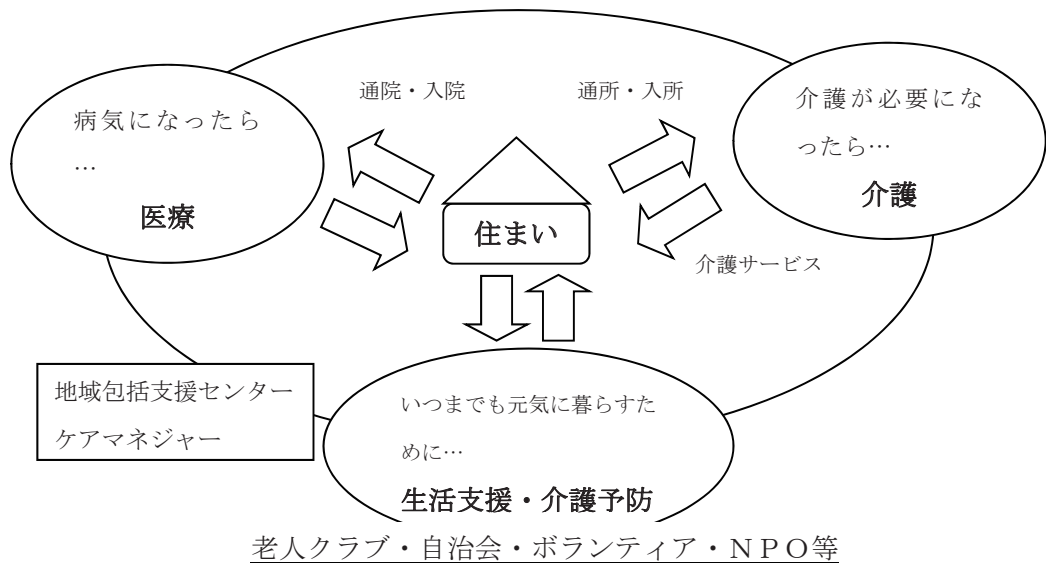 通院・入院
通所・入所
病気になったら
…
医療
介護が必要にな
ったら…
介護
住まい
介護サービス
地域包括支援センター
ケアマネジャー
いつまでも元気に暮らすた
めに…
生活支援・介護予防
老人クラブ・自治会・ボランティア・ＮＰＯ等